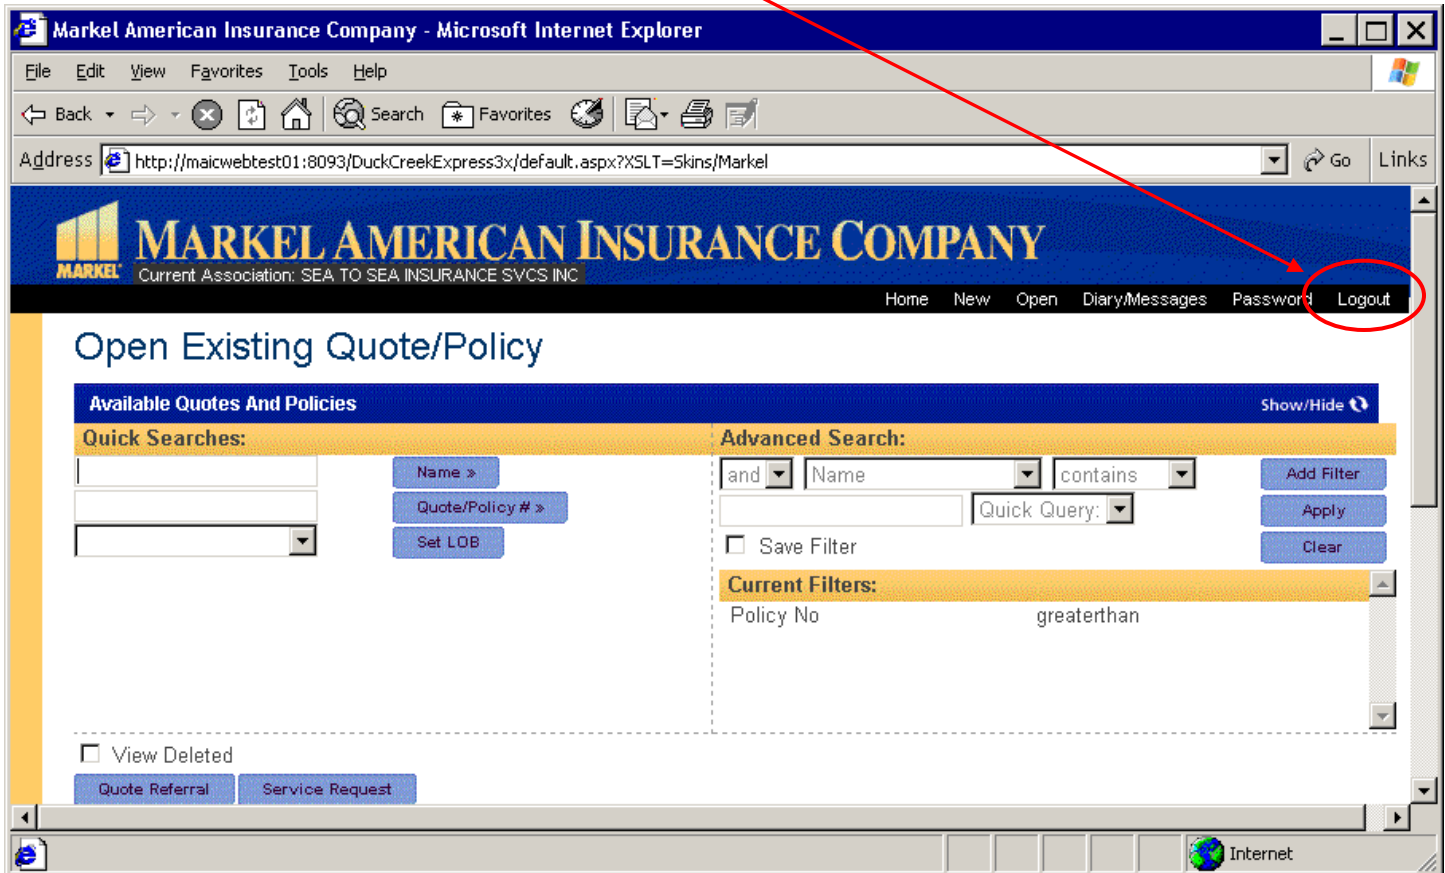 Market American Insurance Company - Microsoft Internet Explorer
File Edit View Favorites Tools Help
Back Search Favorites
Address http://maicwebtest01:8093/DuckCreekExpress3x/default.aspx?XSLT=Skins/Markel Go Links
MARKEL AMERICAN INSURANCE COMPANY
MARKEL
Current Association: SEA TO SEA INSURANCE SVCS INC
Home New Open Diary/Messages Password Logout
Open Existing Quote/Policy
Available Quotes And Policies Show/Hide
Quick Searches: Advanced Search:
Name » and Name contains Add Filter
Quote/Policy # » Quick Query: Apply
Set LOB Save Filter Clear
Current Filters:
Policy No greaterthan
View Deleted
Quote Referral Service Request
Internet